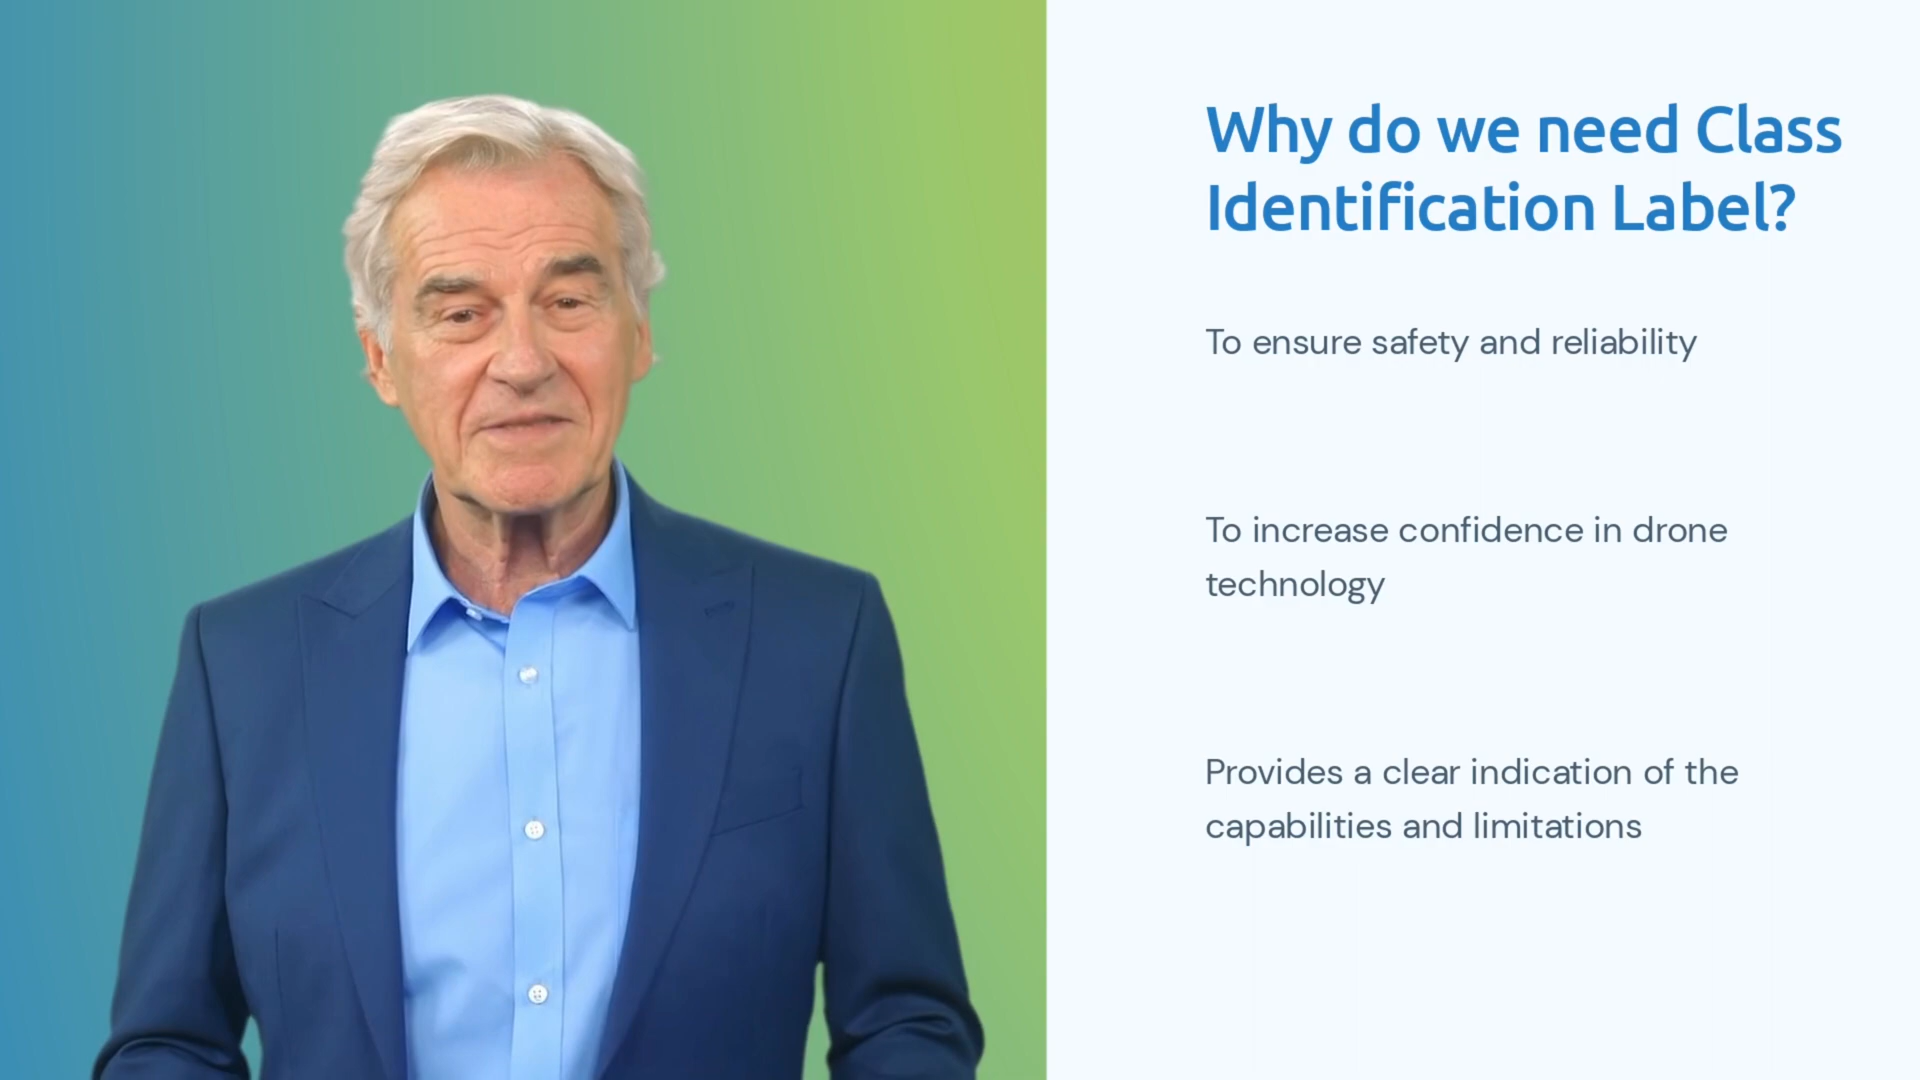 Why do we need Class
Identification Label?
To ensure safety and reliability
To increase confidence in drone
technology
Provides a clear indication of the
capabilities and limitations